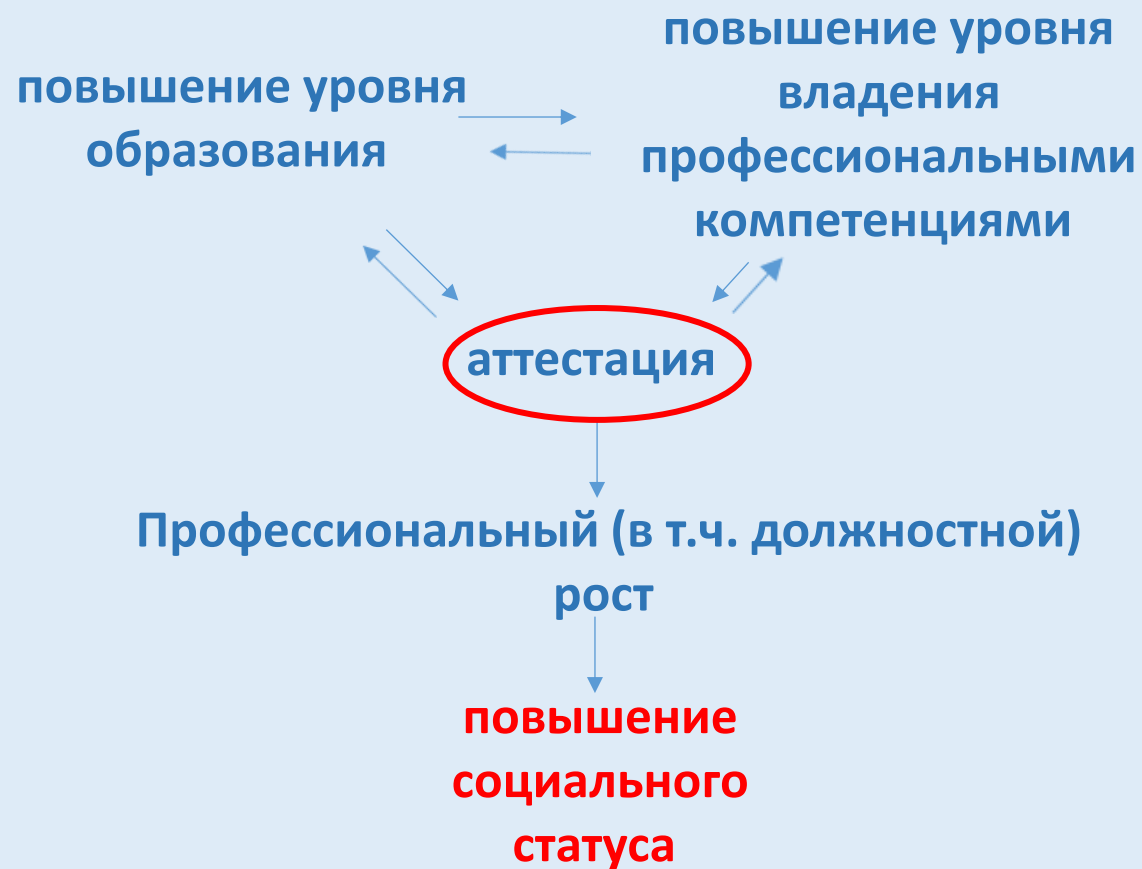 повышение уровня
образования
повышение уровня
владения
профессиональными
компетенциями
аттестация
Профессиональный (в т.ч. должностной)
рост
повышение
социального
статуса